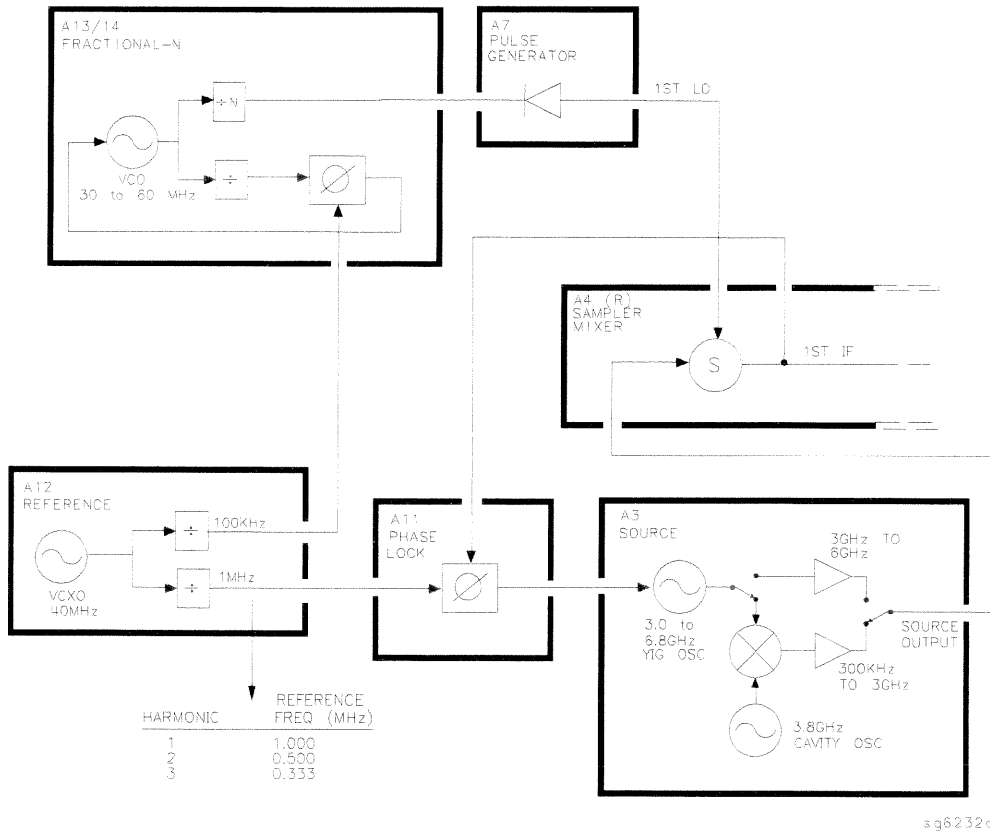 A13/14
FRACTIONAL-N
A7
PULSE
GENERATOR
1ST LO
÷ N
VCO
30 to 60 MHz
÷
A4 (R)
SAMPLER
MIXER
S
1ST IF
A12
REFERENCE
÷
100KHz
÷
1MHz
VCXO
40MHz
A11
PHASE
LOCK
A3
SOURCE
3GHz TO
6GHz
3.0 to
6.8GHz
YIG OSC
SOURCE
OUTPUT
300KHz
TO 3GHz
3.8GHz
CAVITY OSC
HARMONIC REFERENCE FREQ (MHz)
1 1.000
2 0.500
3 0.333
sg6232c